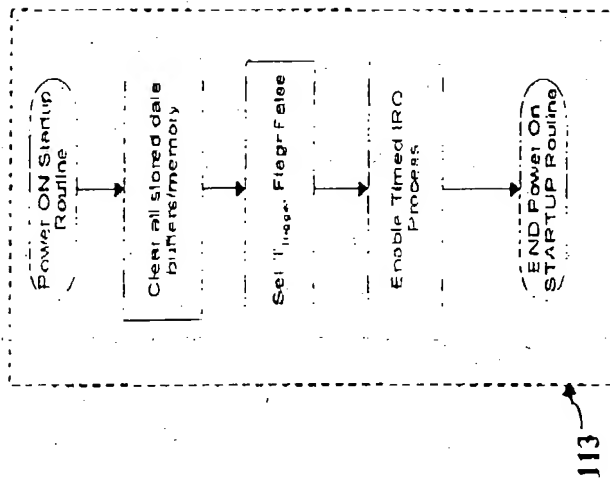 Power ON Startup
Routine
Clear all stored data
buffers/memory
Set Ttrigger Flag=False
Enable Timed IRQ
Process
END Power On
STARTUP Routine
113